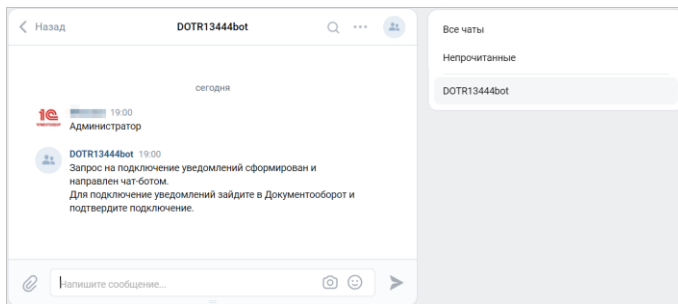 Назад
DOTR13444bot
сегодня
1С
19:00
Администратор
DOTR13444bot 19:00
Запрос на подключение уведомлений сформирован и
направлен чат-ботом.
Для подключение уведомлений зайдите в Документооборот и
подтвердите подключение.
Напишите сообщение...
Все чаты
Непрочитанные
DOTR13444bot